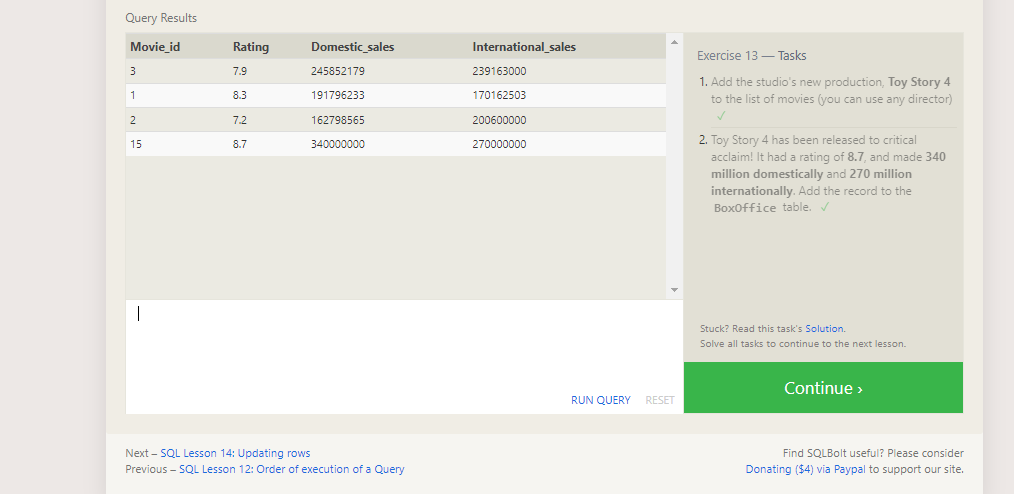 Query Results
Movie_id Rating Domestic_sales International_sales
3 7.9 245852179 239163000
1 8.3 191796233 170162503
2 7.2 162798565 200600000
15 8.7 340000000 270000000
RUN QUERY RESET
Exercise 13 — Tasks
1. Add the studio's new production, Toy Story 4
to the list of movies (you can use any director)
✓
2. Toy Story 4 has been released to critical
acclaim! It had a rating of 8.7, and made 340
million domestically and 270 million
internationally. Add the record to the
BoxOffice table. ✓
Stuck? Read this task's Solution.
Solve all tasks to continue to the next lesson.
Continue ›
Next – SQL Lesson 14: Updating rows
Previous – SQL Lesson 12: Order of execution of a Query
Find SQLBolt useful? Please consider
Donating ($4) via Paypal to support our site.